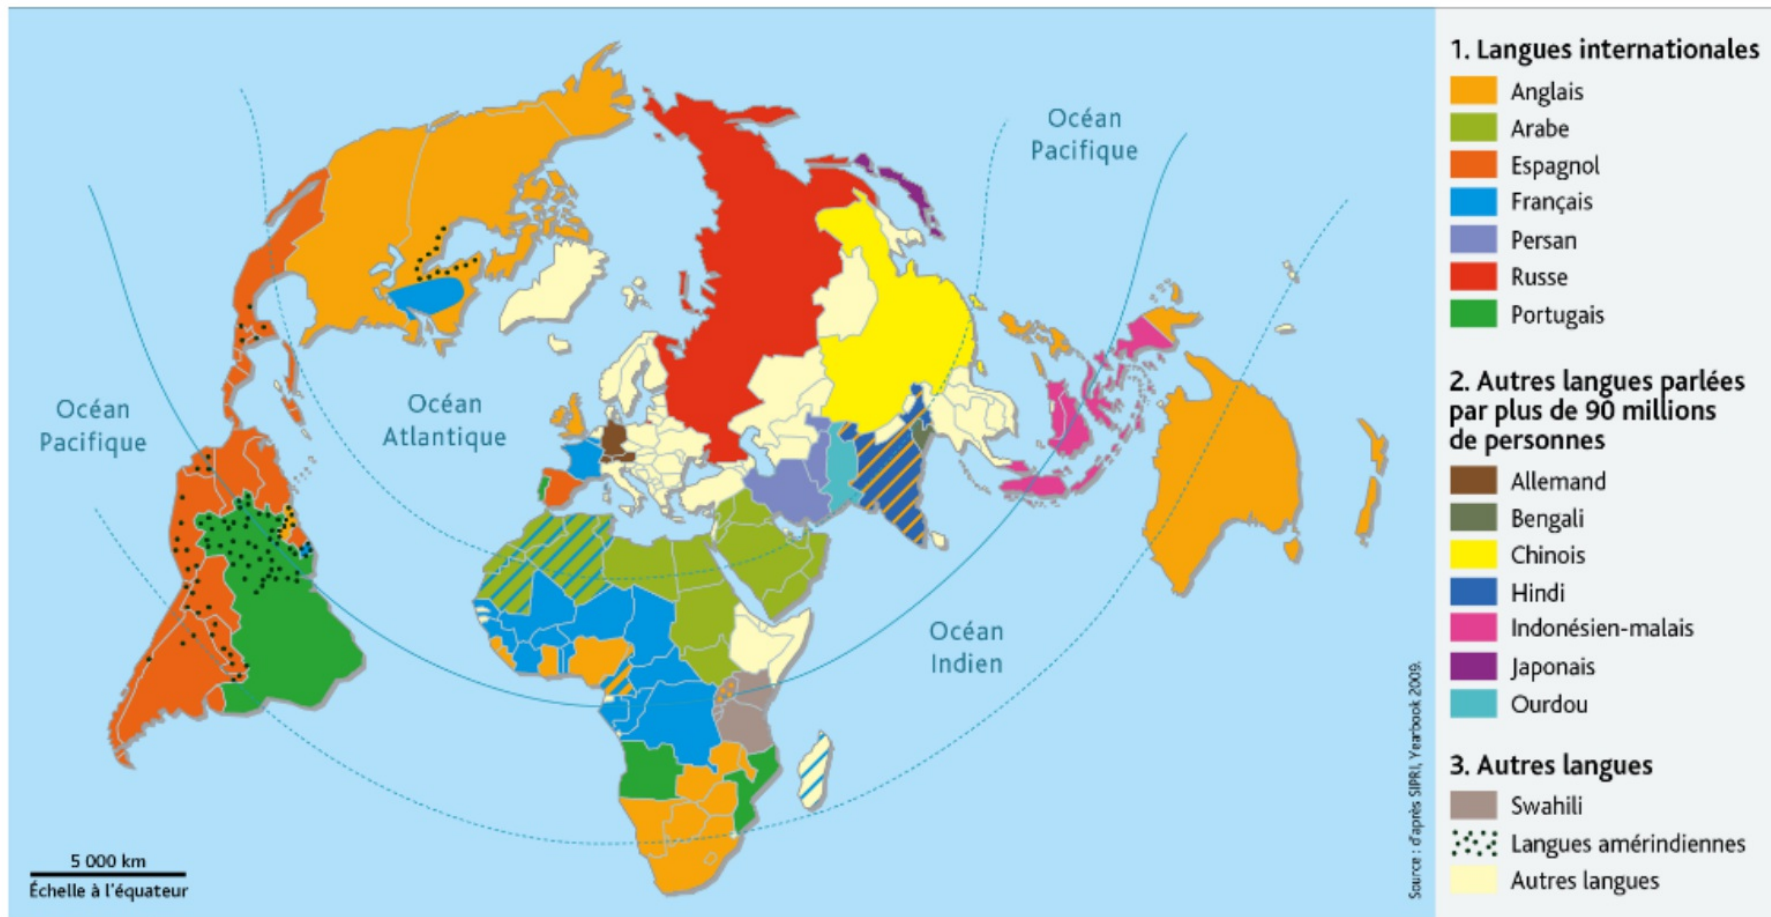 Océan
Pacifique
Océan
Pacifique
Océan
Atlantique
Océan
Indien
5 000 km
Échelle à l'équateur
Source : d'après SIPRI, Yearbook 2009.
1. Langues internationales
Anglais
Arabe
Espagnol
Français
Persan
Russe
Portugais
2. Autres langues parlées
par plus de 90 millions
de personnes
Allemand
Bengali
Chinois
Hindi
Indonésien-malais
Japonais
Ourdou
3. Autres langues
Swahili
Langues amérindiennes
Autres langues